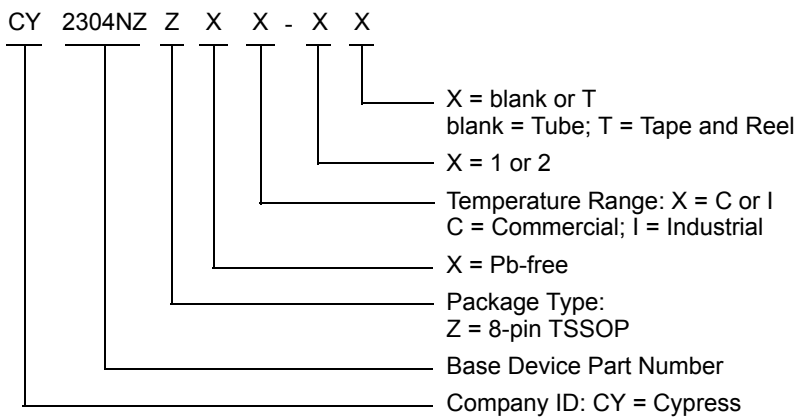 CY 2304NZ Z X X - X X
X = blank or T
blank = Tube; T = Tape and Reel
X = 1 or 2
Temperature Range: X = C or I
C = Commercial; I = Industrial
X = Pb-free
Package Type:
Z = 8-pin TSSOP
Base Device Part Number
Company ID: CY = Cypress